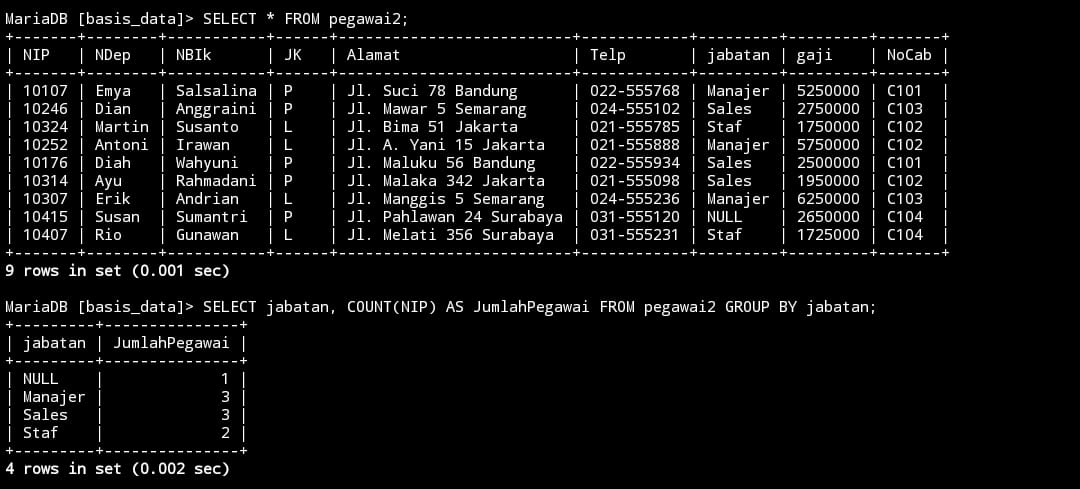 MariaDB [basis_data]> SELECT * FROM pegawai2;
+-------+--------+-----------+------+-------------------------+------------+---------+---------+-------+
| NIP   | NDep   | NBIk      | JK   | Alamat                  | Telp       | jabatan | gaji    | NoCab |
+-------+--------+-----------+------+-------------------------+------------+---------+---------+-------+
| 10107 | Emya   | Salsalina | P    | Jl. Suci 78 Bandung     | 022-555768 | Manajer | 5250000 | C101  |
| 10246 | Dian   | Anggraini | P    | Jl. Mawar 5 Semarang    | 024-555102 | Sales   | 2750000 | C103  |
| 10324 | Martin | Susanto   | L    | Jl. Bima 51 Jakarta     | 021-555785 | Staf    | 1750000 | C102  |
| 10252 | Antoni | Irawan    | L    | Jl. A. Yani 15 Jakarta  | 021-555888 | Manajer | 5750000 | C102  |
| 10176 | Diah   | Wahyuni   | P    | Jl. Maluku 56 Bandung   | 022-555934 | Sales   | 2500000 | C101  |
| 10314 | Ayu    | Rahmadani | P    | Jl. Malaka 342 Jakarta  | 021-555098 | Sales   | 1950000 | C102  |
| 10307 | Erik   | Andrian   | L    | Jl. Manggis 5 Semarang  | 024-555236 | Manajer | 6250000 | C103  |
| 10415 | Susan  | Sumantri  | P    | Jl. Pahlawan 24 Surabaya | 031-555120 | NULL    | 2650000 | C104  |
| 10407 | Rio    | Gunawan   | L    | Jl. Melati 356 Surabaya | 031-555231 | Staf    | 1725000 | C104  |
+-------+--------+-----------+------+-------------------------+------------+---------+---------+-------+
9 rows in set (0.001 sec)
MariaDB [basis_data]> SELECT jabatan, COUNT(NIP) AS JumlahPegawai FROM pegawai2 GROUP BY jabatan;
+---------+---------------+
| jabatan | JumlahPegawai |
+---------+---------------+
| NULL    |             1 |
| Manajer |             3 |
| Sales   |             3 |
| Staf    |             2 |
+---------+---------------+
4 rows in set (0.002 sec)